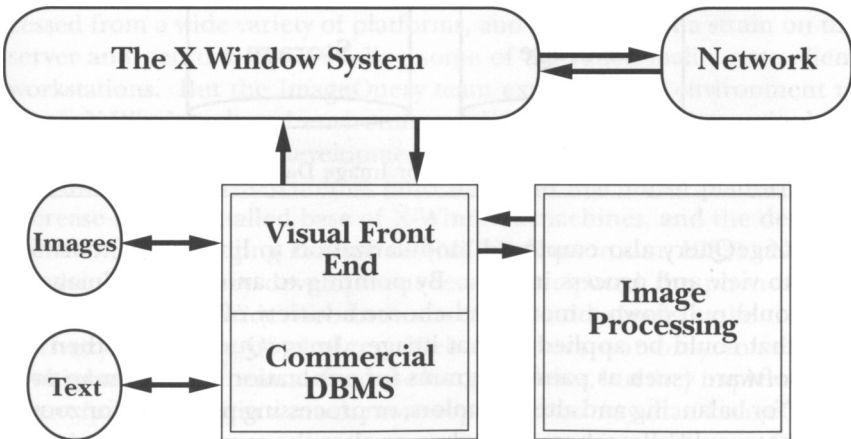 The X Window System
Network
Images
Visual Front
End
Image
Processing
Text
Commercial
DBMS